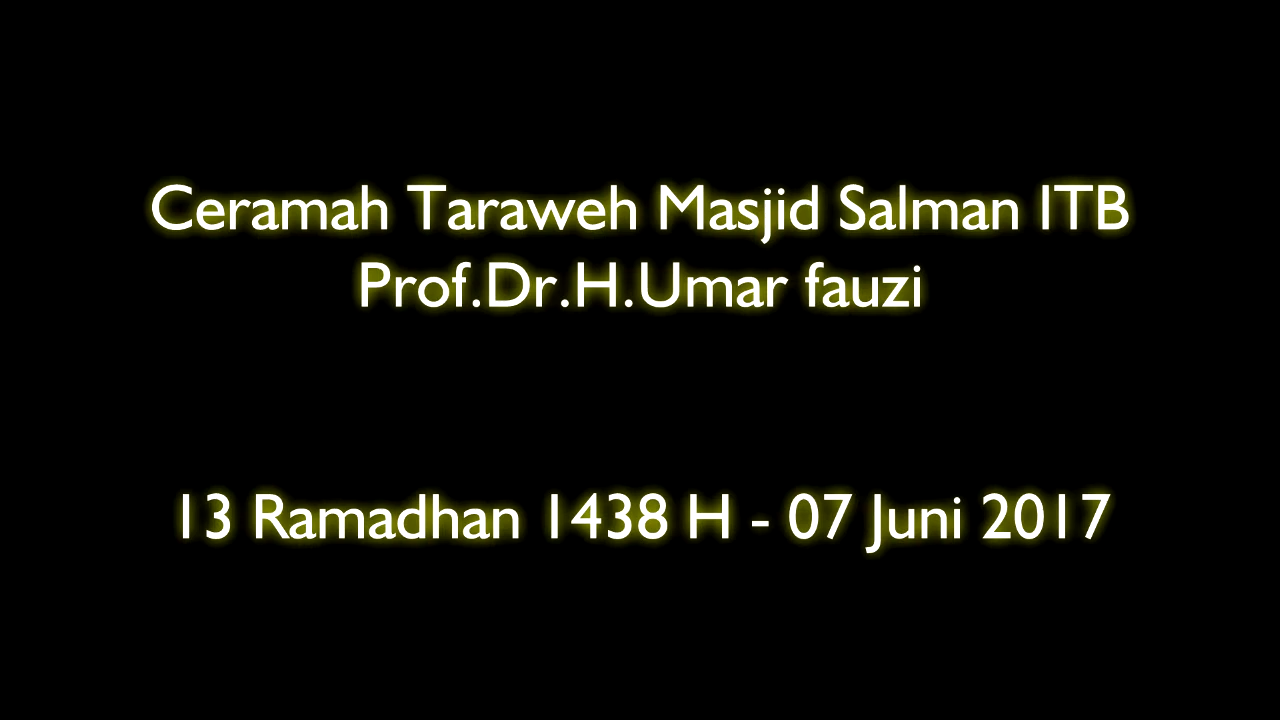 Ceramah Taraweh Masjid Salman ITB
Prof.Dr.H.Umar fauzi
13 Ramadhan 1438 H - 07 Juni 2017